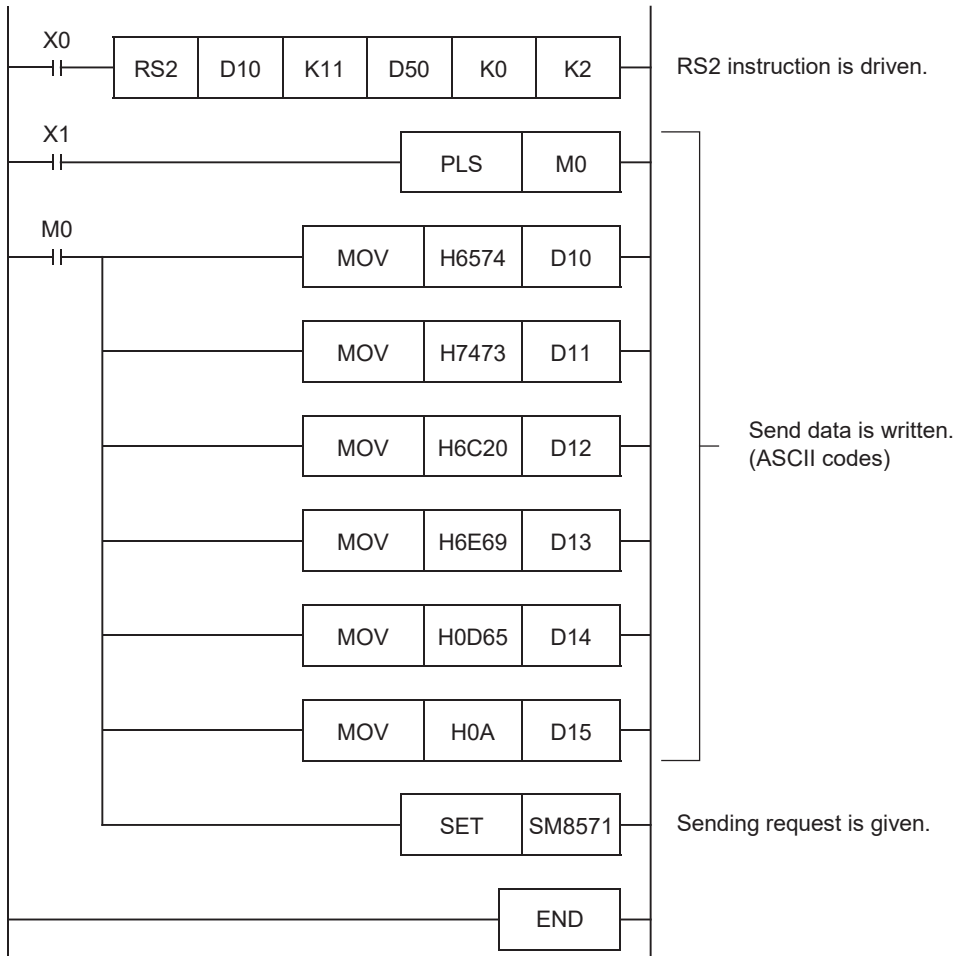 X0
RS2 D10 K11 D50 K0 K2 RS2 instruction is driven.
X1
PLS M0
M0
MOV H6574 D10
MOV H7473 D11
MOV H6C20 D12
Send data is written.
(ASCII codes)
MOV H6E69 D13
MOV H0D65 D14
MOV H0A D15
SET SM8571 Sending request is given.
END